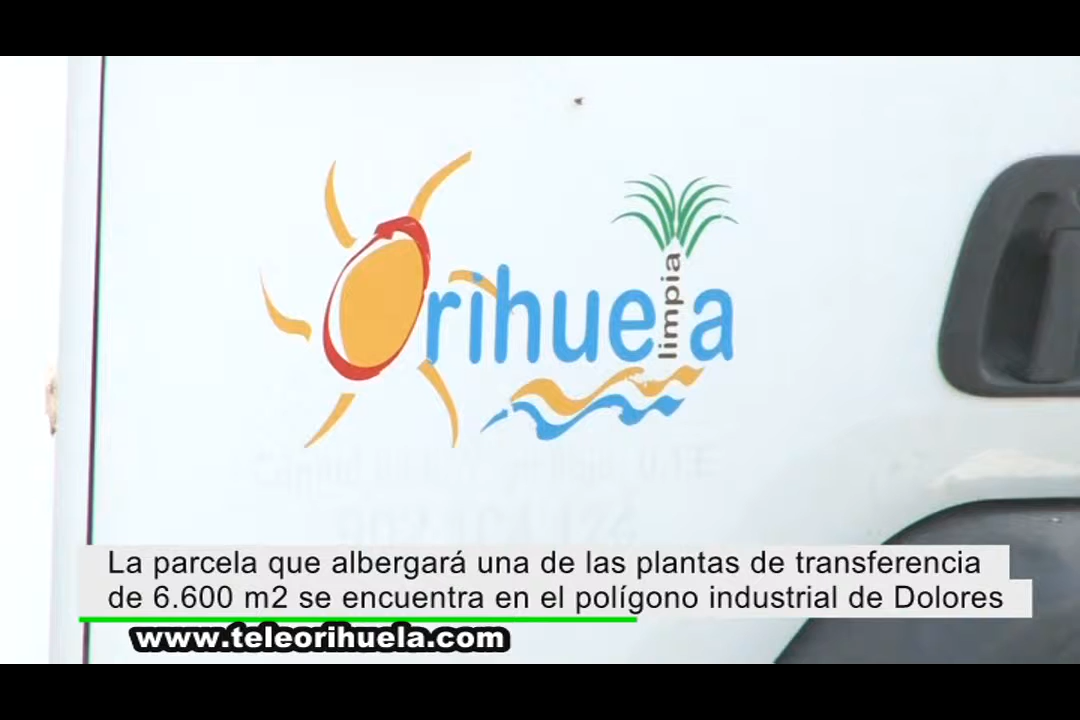 Orihuela
limpia
La parcela que albergará una de las plantas de transferencia
de 6.600 m2 se encuentra en el polígono industrial de Dolores
www.teleorihuela.com